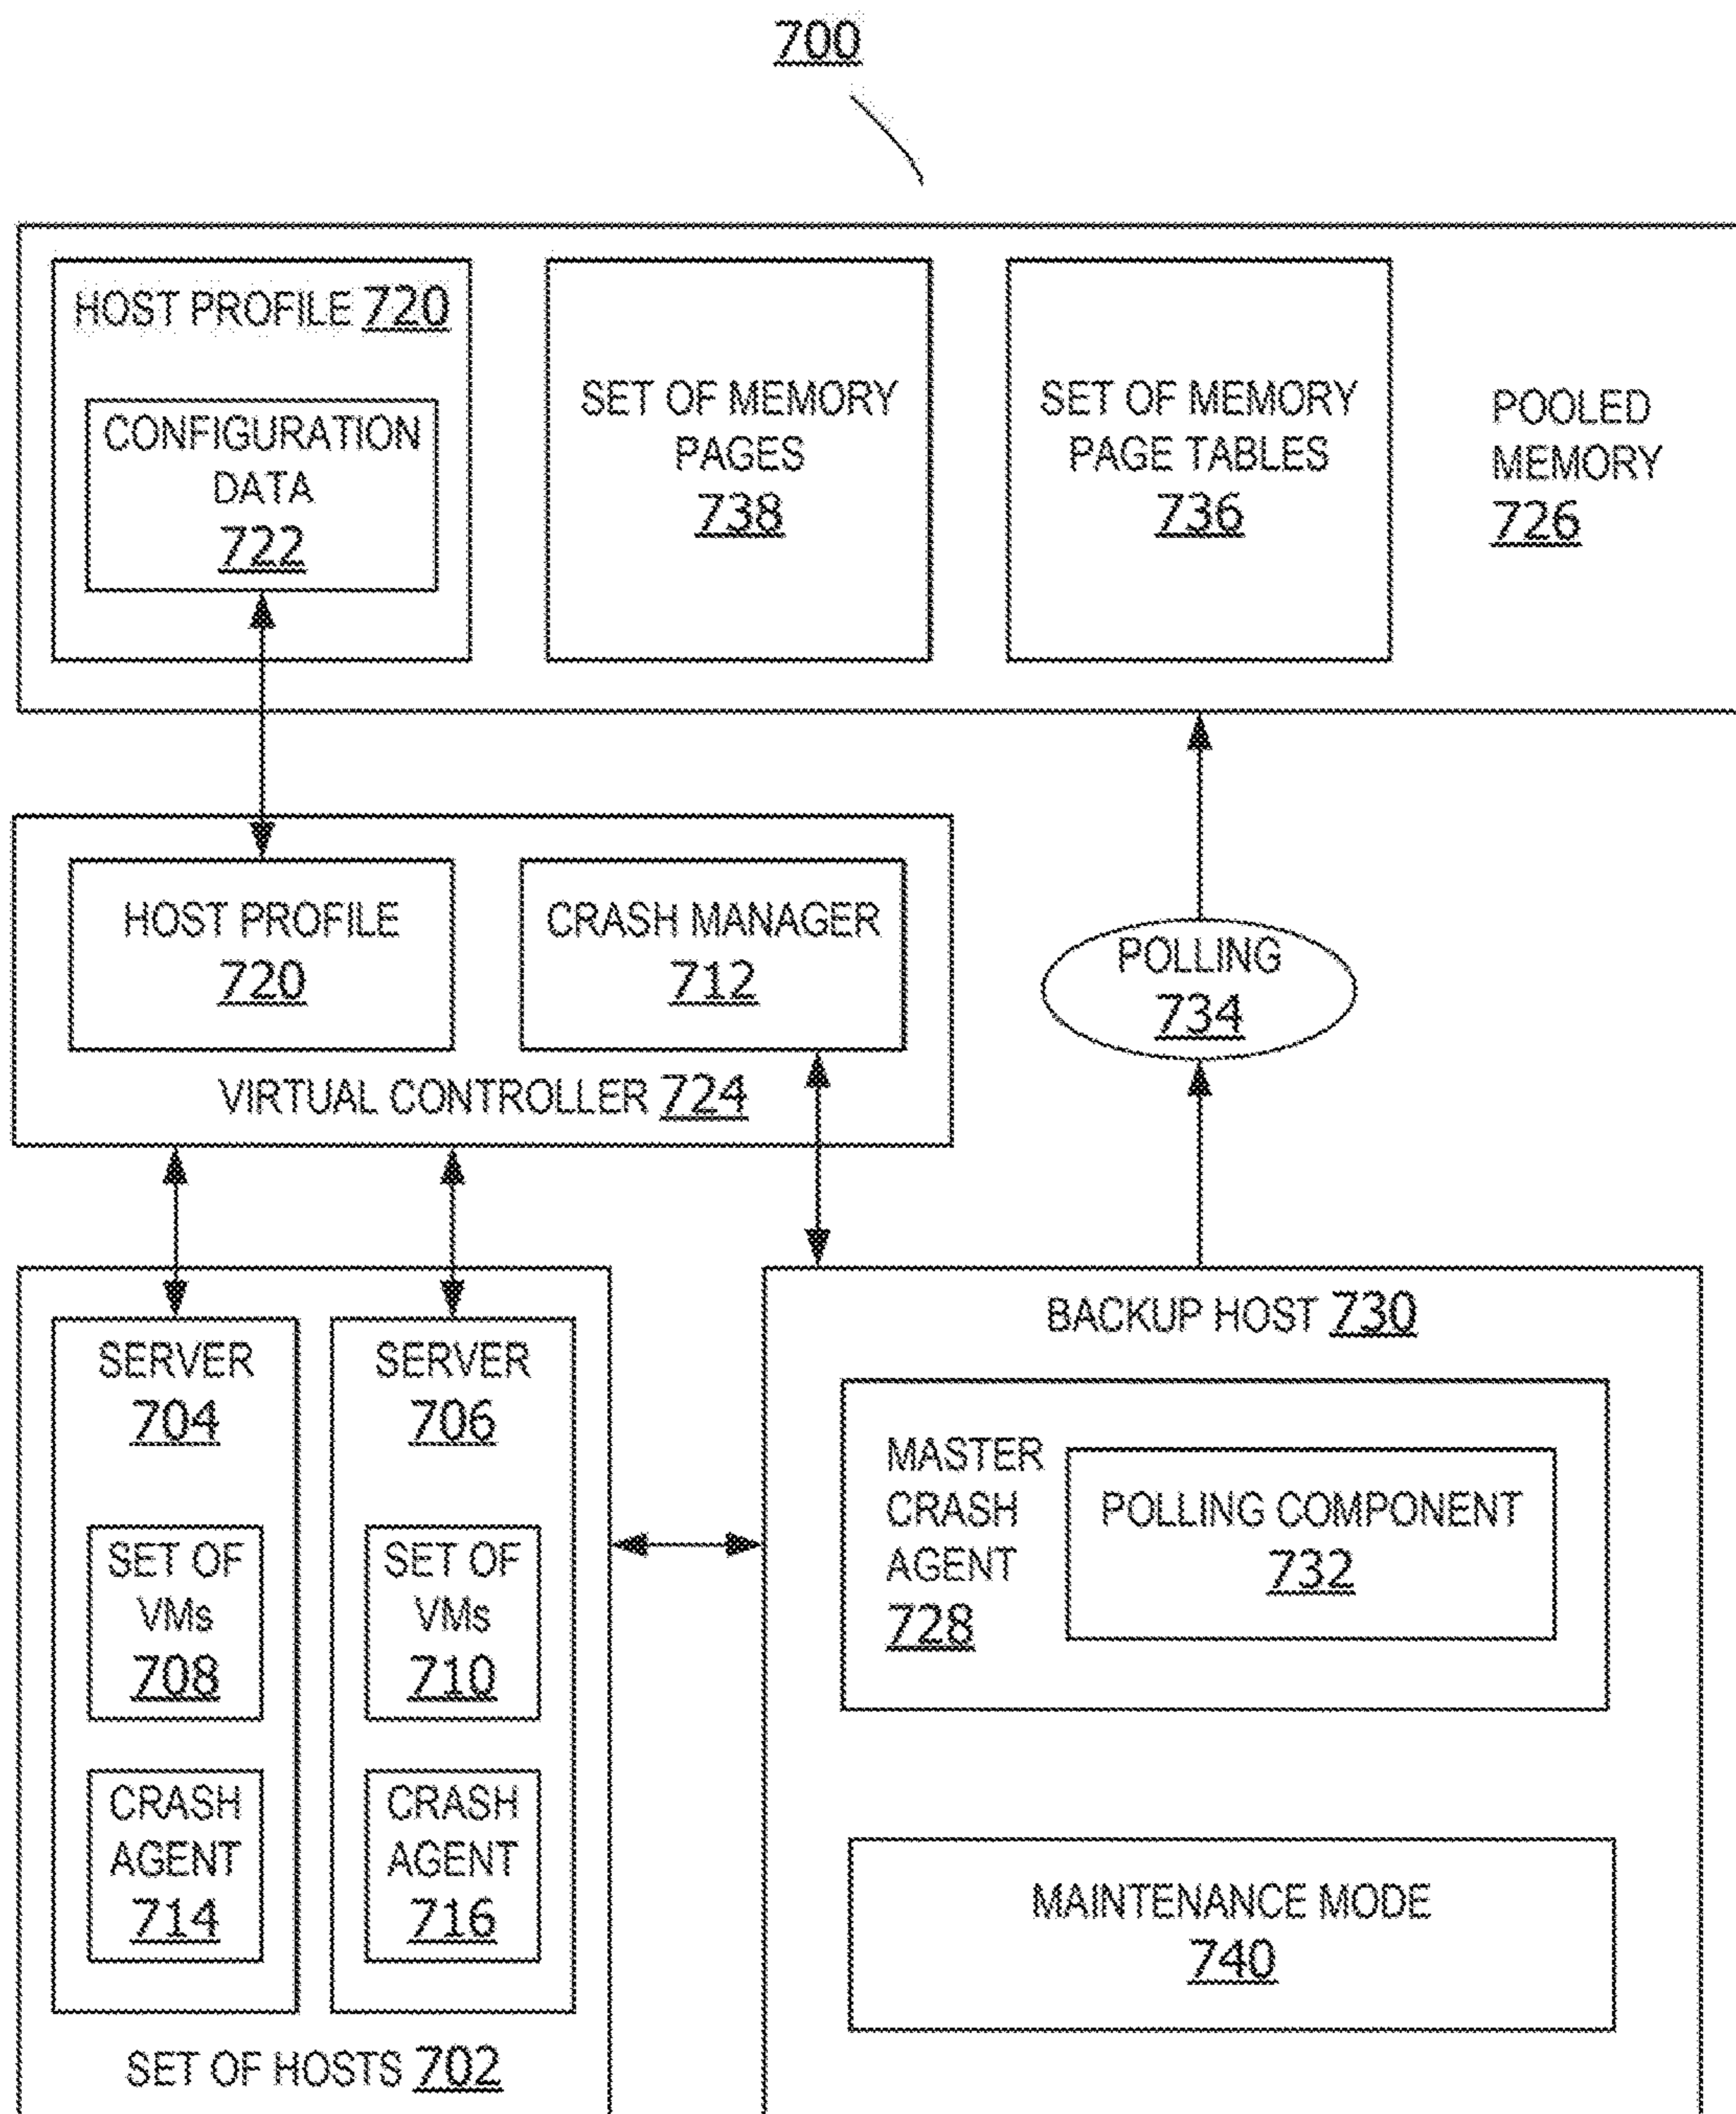 700
HOST PROFILE 720
CONFIGURATION
DATA
722
SET OF MEMORY
PAGES
738
SET OF MEMORY
PAGE TABLES
736
POOLED
MEMORY
726
HOST PROFILE
720
CRASH MANAGER
712
VIRTUAL CONTROLLER 724
POLLING
734
SERVER
704
SET OF
VMs
708
CRASH
AGENT
714
SERVER
706
SET OF
VMs
710
CRASH
AGENT
716
SET OF HOSTS 702
BACKUP HOST 730
MASTER
CRASH
AGENT
728
POLLING COMPONENT
732
MAINTENANCE MODE
740